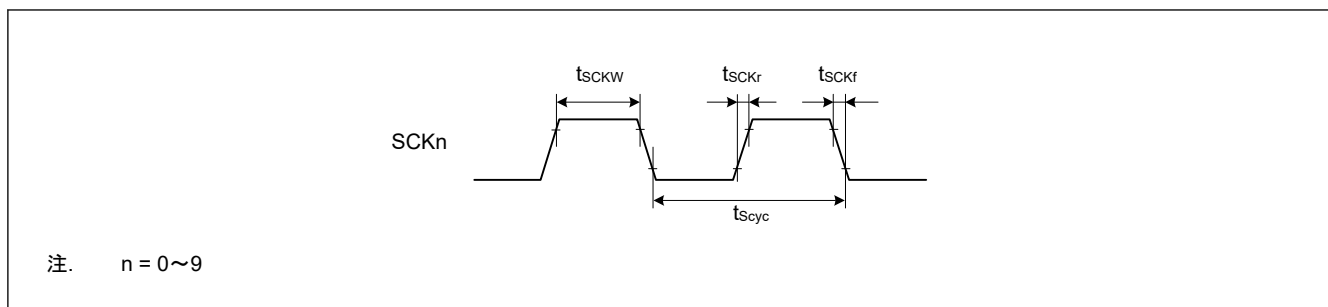 tSCKW tSCKr tSCKf
SCKn
tScyc
注. n = 0～9